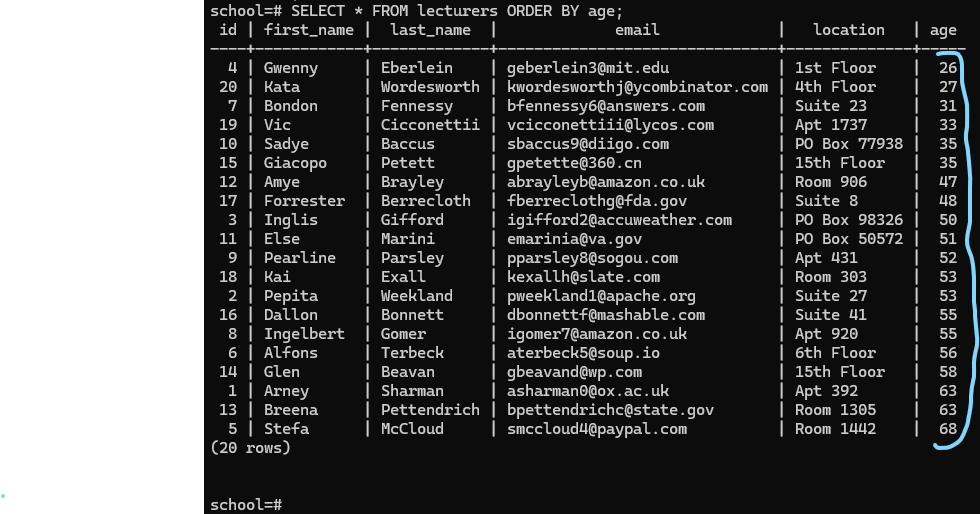 school=# SELECT * FROM lecturers ORDER BY age;
 id | first_name | last_name | email | location | age
----+------------+-------------+-------------------------------+--------------+-----
  4 | Gwenny | Eberlein | geberlein3@mit.edu | 1st Floor | 26
 20 | Kata | Wordesworth | kwordesworthj@ycombinator.com | 4th Floor | 27
  7 | Bondon | Fennessy | bfennessy6@answers.com | Suite 23 | 31
 19 | Vic | Cicconettii | vcicconettiii@lycos.com | Apt 1737 | 33
 10 | Sadye | Baccus | sbaccus9@diigo.com | PO Box 77938 | 35
 15 | Giacopo | Petett | gpetette@360.cn | 15th Floor | 35
 12 | Amye | Brayley | abrayleyb@amazon.co.uk | Room 906 | 47
 17 | Forrester | Berrecloth | fberreclothg@fda.gov | Suite 8 | 48
  3 | Inglis | Gifford | igifford2@accuweather.com | PO Box 98326 | 50
 11 | Else | Marini | emarinia@va.gov | PO Box 50572 | 51
  9 | Pearline | Parsley | pparsley8@sogou.com | Apt 431 | 52
 18 | Kai | Exall | kexallh@slate.com | Room 303 | 53
  2 | Pepita | Weekland | pweekland1@apache.org | Suite 27 | 53
 16 | Dallon | Bonnett | dbonnettf@mashable.com | Suite 41 | 55
  8 | Ingelbert | Gomer | igomer7@amazon.co.uk | Apt 920 | 55
  6 | Alfons | Terbeck | aterbeck5@soup.io | 6th Floor | 56
 14 | Glen | Beavan | gbeavand@wp.com | 15th Floor | 58
  1 | Arney | Sharman | asharman0@ox.ac.uk | Apt 392 | 63
 13 | Breena | Pettendrich | bpettendrichc@state.gov | Room 1305 | 63
  5 | Stefa | McCloud | smccloud4@paypal.com | Room 1442 | 68
(20 rows)
school=#